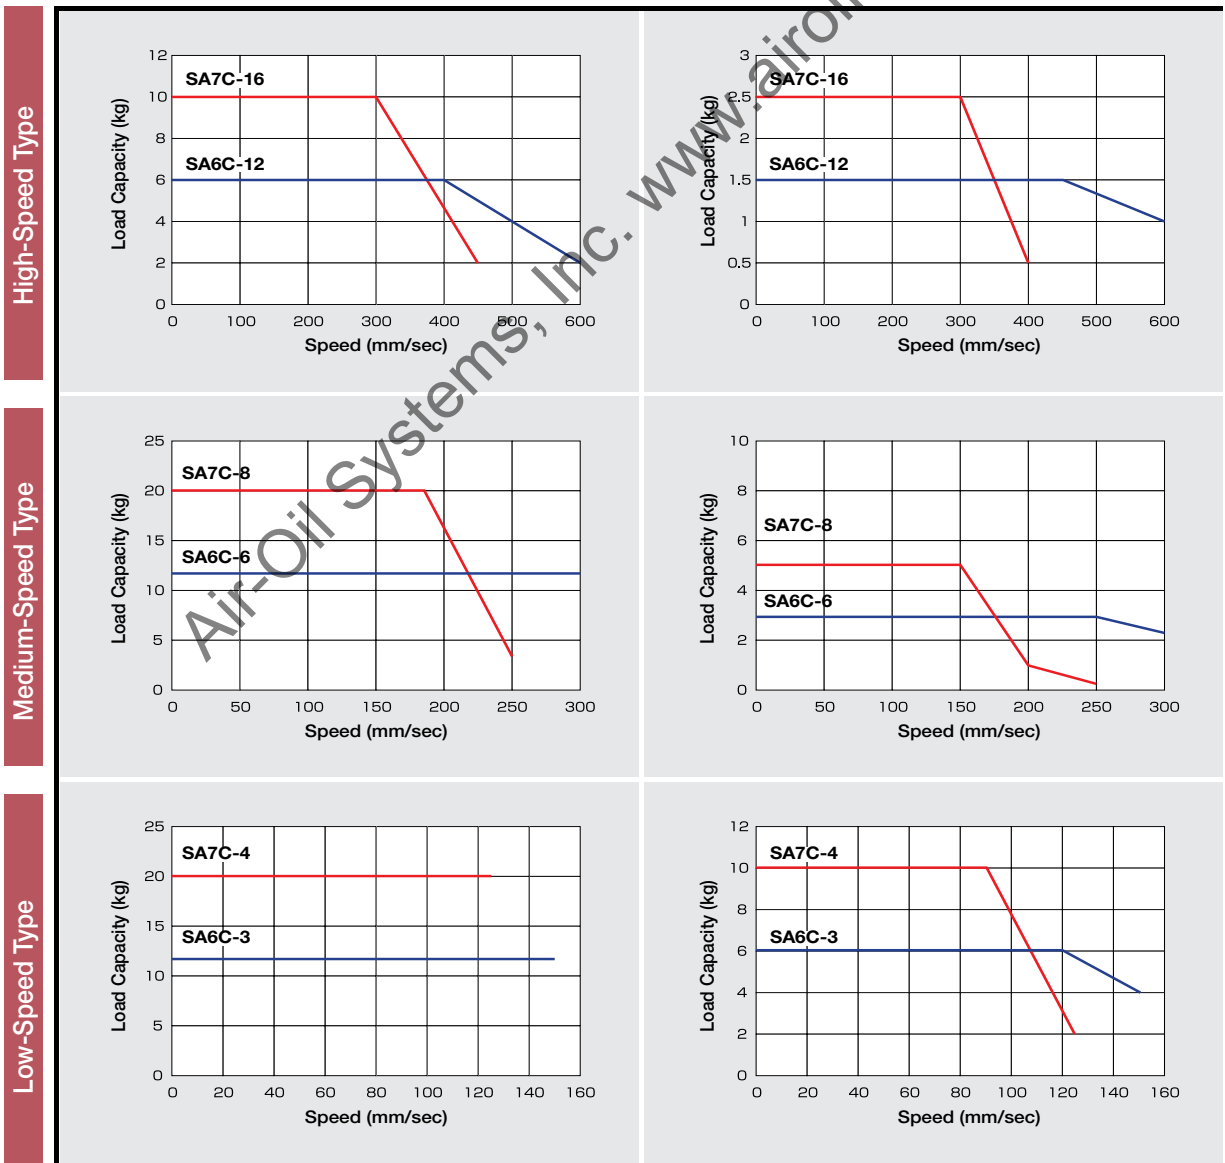 High-Speed Type
12
10
8
6
4
2
0
Load Capacity (kg)
SA7C-16
SA6C-12
0 100 200 300 400 600 600
Speed (mm/sec)
3
2.5
2
1.5
1
0.5
0
Load Capacity (kg)
SA7C-16
SA6C-12
0 100 200 300 400 500 600
Speed (mm/sec)
Medium-Speed Type
25
20
15
10
5
0
Load Capacity (kg)
SA7C-8
SA6C-6
0 50 100 150 200 250 300
Speed (mm/sec)
10
8
6
4
2
0
Load Capacity (kg)
SA7C-8
SA6C-6
0 50 100 150 200 250 300
Speed (mm/sec)
Low-Speed Type
25
20
15
10
5
0
Load Capacity (kg)
SA7C-4
SA6C-3
0 20 40 60 80 100 120 140 160
Speed (mm/sec)
12
10
8
6
4
2
0
Load Capacity (kg)
SA7C-4
SA6C-3
0 20 40 60 80 100 120 140 160
Speed (mm/sec)
Air-Oil Systems, Inc. www.airoil